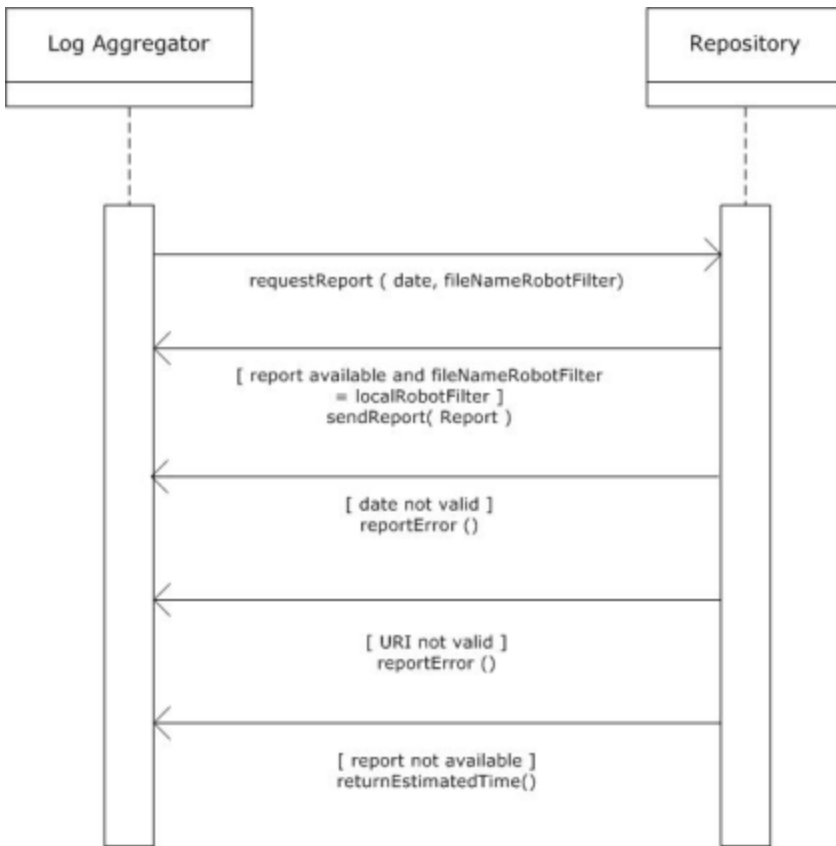 Log Aggregator
Repository
requestReport ( date, fileNameRobotFilter)
[ report available and fileNameRobotFilter
= localRobotFilter ]
sendReport( Report )
[ date not valid ]
reportError ()
[ URI not valid ]
reportError ()
[ report not available ]
returnEstimatedTime()